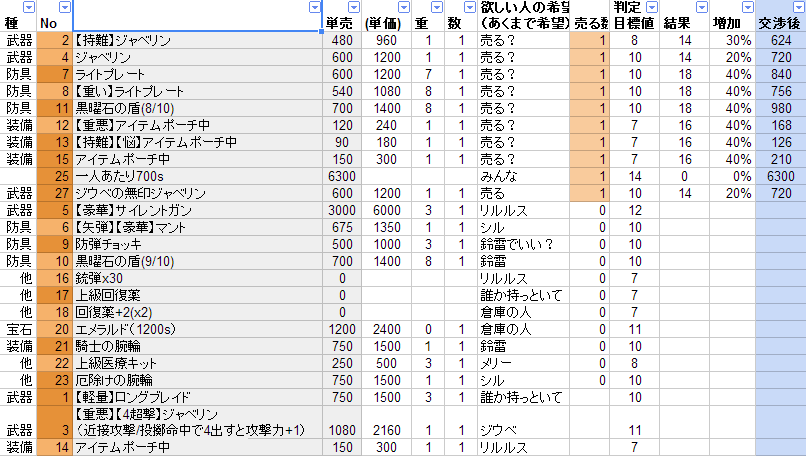 欲しい人の希望 判定
種 No 単売 (単価) 重 数 (あくまで希望) 売る数 目標値 結果 増加 交渉後
武器 2 【持難】ジャベリン 480 960 1 1 売る? 1 8 14 30% 624
武器 4 ジャベリン 600 1200 1 1 売る? 1 10 14 20% 720
防具 7 ライトプレート 600 1200 7 1 売る? 1 10 18 40% 840
防具 8 【重い】ライトプレート 540 1080 8 1 売る? 1 10 18 40% 756
防具 11 黒曜石の盾(8/10) 700 1400 8 1 売る? 1 10 18 40% 980
装備 12 【重悪】アイテムポーチ中 120 240 1 1 売る? 1 7 16 40% 168
装備 13 【持難】【悩】アイテムポーチ中 90 180 1 1 売る? 1 7 16 40% 126
装備 15 アイテムポーチ中 150 300 1 1 売る? 1 7 16 40% 210
25 一人あたり700s 6300 みんな 1 14 0 0% 6300
武器 27 ジウベの無印ジャベリン 600 1200 1 1 売る 1 10 14 20% 720
武器 5 【豪華】サイレントガン 3000 6000 3 1 リルルス 0 12
防具 6 【矢弾】【豪華】マント 675 1350 1 1 シル 0 10
防具 9 防弾チョッキ 500 1000 3 1 鈴雷でいい? 0 10
防具 10 黒曜石の盾(9/10) 700 1400 8 1 鈴雷 0 10
他 16 銃弾x30 0 リルルス 0 7
他 17 上級回復薬 0 誰か持っといて 0 7
他 18 回復薬+2(x2) 0 倉庫の人 0 7
宝石 20 エメラルド(1200s) 1200 2400 0 1 倉庫の人 0 11
装備 21 騎士の腕輪 750 1500 1 1 鈴雷 0 10
他 22 上級医療キット 250 500 3 1 メリー 0 8
他 23 厄除けの腕輪 750 1500 1 1 シル 0 10
武器 1 【軽量】ロングブレイド 750 1500 3 1 誰か持っといて 10
【重悪】【4超撃】ジャベリン
武器 3 (近接攻撃/投擲命中で4出すと攻撃力+1) 1080 2160 1 1 ジウベ 11
装備 14 アイテムポーチ中 150 300 1 1 リルルス 7